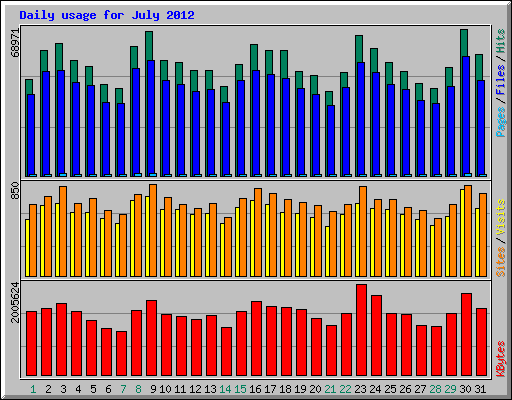 Daily usage for July 2012
68971
Pages / Files / Hits
850
Sites / Visits
2005624
KBytes
1 2 3 4 5 6 7 8 9 10 11 12 13 14 15 16 17 18 19 20 21 22 23 24 25 26 27 28 29 30 31